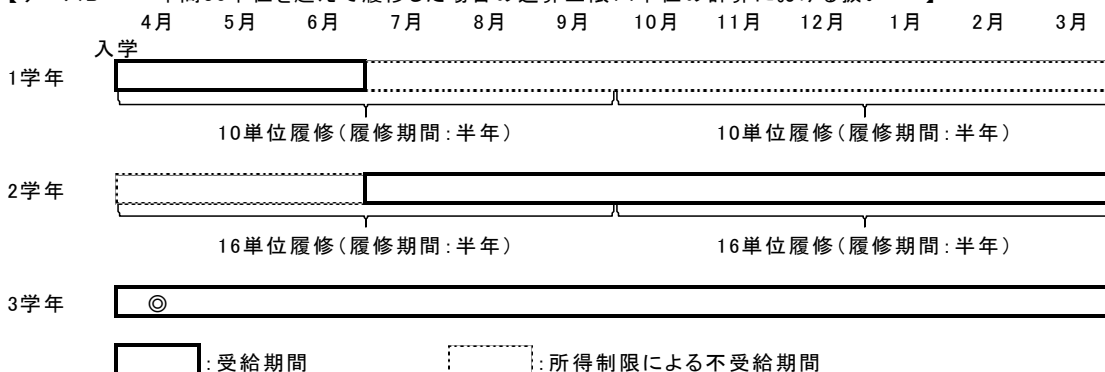 4月 5月 6月 7月 8月 9月 10月 11月 12月 1月 2月 3月
入学
1学年
10単位履修(履修期間:半年) 10単位履修(履修期間:半年)
2学年
16単位履修(履修期間:半年) 16単位履修(履修期間:半年)
3学年 ◎
:受給期間 :所得制限による不受給期間